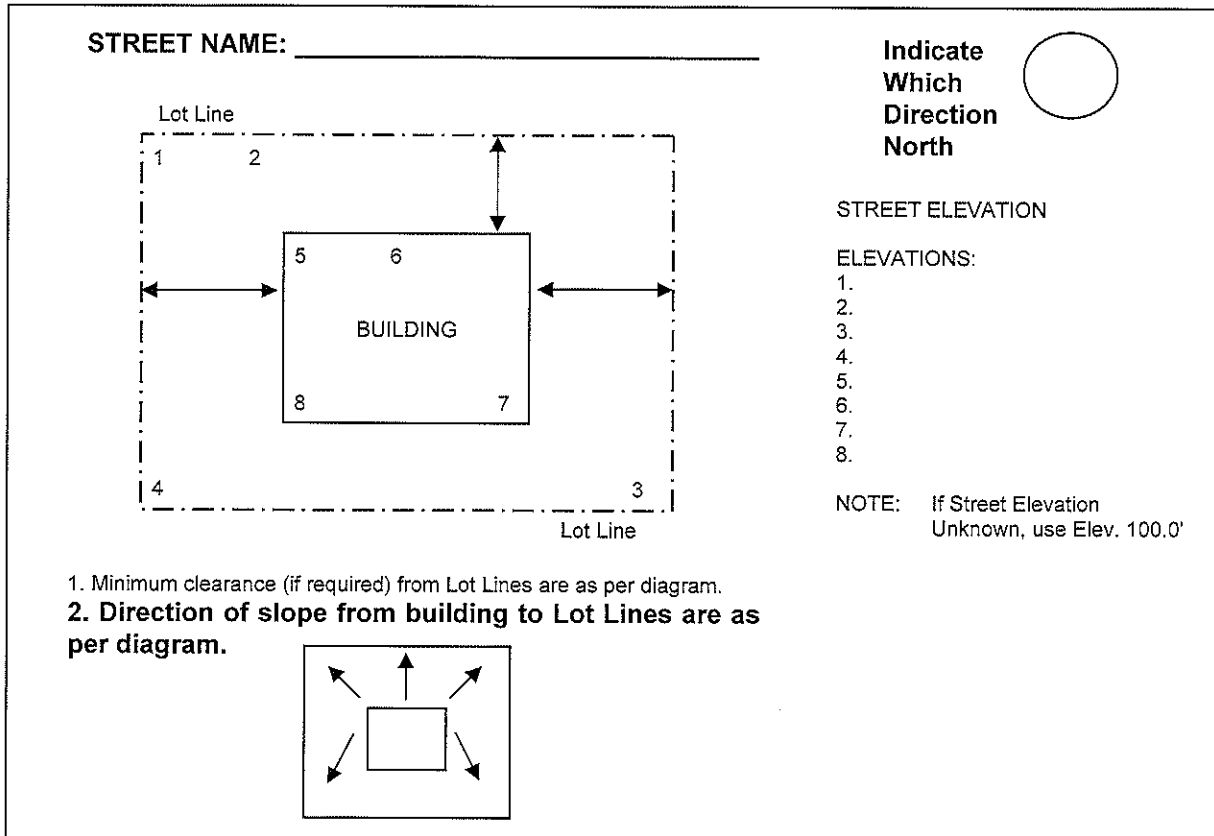 STREET NAME:
Indicate
Which
Direction
North
Lot Line
1 2
5 6
BUILDING
8 7
4 3
Lot Line
STREET ELEVATION
ELEVATIONS:
1.
2.
3.
4.
5.
6.
7.
8.
NOTE: If Street Elevation
Unknown, use Elev. 100.0'
1. Minimum clearance (if required) from Lot Lines are as per diagram.
2. Direction of slope from building to Lot Lines are as
per diagram.